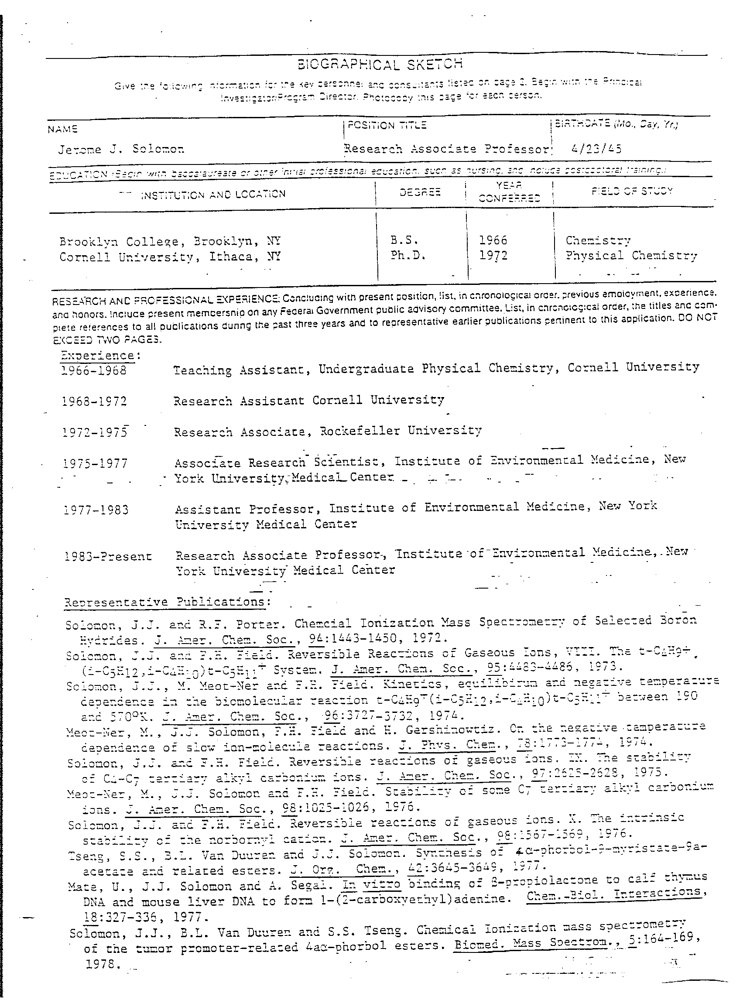 BIOGRAPHICAL SKETCH
Give the following information for the key personnel and consultants listed on page 2. Begin with the Principal
Investigator/Program Director. Photocopy this page for each person.
NAME
POSITION TITLE
BIRTHDATE (Mo., Day, Yr.)
Jerome J. Solomon
Research Associate Professor
4/23/45
EDUCATION (Begin with baccalaureate or other initial professional education, such as nursing, and include postdoctoral training.)
INSTITUTION AND LOCATION
DEGREE
YEAR
CONFERRED
FIELD OF STUDY
Brooklyn College, Brooklyn, NY
B.S.
1966
Chemistry
Cornell University, Ithaca, NY
Ph.D.
1972
Physical Chemistry
RESEARCH AND PROFESSIONAL EXPERIENCE: Concluding with present position, list, in chronological order, previous employment, experience,
and honors. Include present membership on any Federal Government public advisory committee. List, in chronological order, the titles and com-
plete references to all publications during the past three years and to representative earlier publications pertinent to this application. DO NOT
EXCEED TWO PAGES.
Experience:
1966-1968 Teaching Assistant, Undergraduate Physical Chemistry, Cornell University
1968-1972 Research Assistant Cornell University
1972-1975 Research Associate, Rockefeller University
1975-1977 Associate Research Scientist, Institute of Environmental Medicine, New
York University Medical Center
1977-1983 Assistant Professor, Institute of Environmental Medicine, New York
University Medical Center
1983-Present Research Associate Professor, Institute of Environmental Medicine, New
York University Medical Center
Representative Publications:
Solomon, J.J. and R.F. Porter. Chemcial Ionization Mass Spectrometry of Selected Boron
Hydrides. J. Amer. Chem. Soc., 94:1443-1450, 1972.
Solomon, J.J. and F.H. Field. Reversible Reactions of Gaseous Ions, VIII. The t-C4H9+,
(i-C5H12,i-C4H10)t-C5H11+ System. J. Amer. Chem. Soc., 95:4483-4486, 1973.
Solomon, J.J., M. Meot-Ner and F.H. Field. Kinetics, equilibirum and negative temperature
dependence in the biomolecular reaction t-C4H9+(i-C5H12,i-C4H10)t-C5H11+ between 190
and 570°K. J. Amer. Chem. Soc., 96:3727-3732, 1974.
Meot-Ner, M., J.J. Solomon, F.H. Field and H. Gershinowtiz. On the negative temperature
dependence of slow ion-molecule reactions. J. Phys. Chem., 78:1773-1774, 1974.
Solomon, J.J. and F.H. Field. Reversible reactions of gaseous ions. IX. The stability
of C4-C7 tertiary alkyl carbonium ions. J. Amer. Chem. Soc., 97:2625-2628, 1975.
Meot-Ner, M., J.J. Solomon and F.H. Field. Stability of some C7 tertiary alkyl carbonium
ions. J. Amer. Chem. Soc., 98:1025-1026, 1976.
Solomon, J.J. and F.H. Field. Reversible reactions of gaseous ions. X. The intrinsic
stability of the norbornyl cation. J. Amer. Chem. Soc., 98:1567-1569, 1976.
Tseng, S.S., B.L. Van Duuren and J.J. Solomon. Synthesis of 4α-phorbol-9-myristate-9a-
acetate and related esters. J. Org. Chem., 42:3645-3649, 1977.
Mate, U., J.J. Solomon and A. Segal. In vitro binding of β-propiolactone to calf thymus
DNA and mouse liver DNA to form 1-(2-carboxyethyl)adenine. Chem.-Biol. Interactions,
18:327-336, 1977.
Solomon, J.J., B.L. Van Duuren and S.S. Tseng. Chemical Ionization mass spectrometry
of the tumor promoter-related 4aα-phorbol esters. Biomed. Mass Spectrom., 5:164-169,
1978.